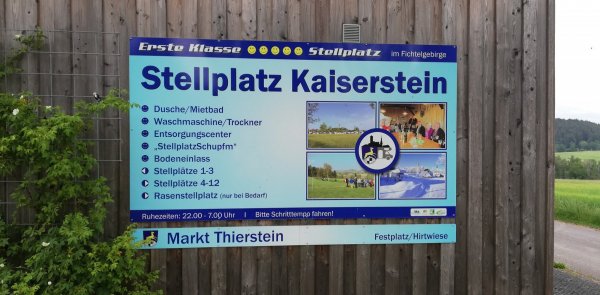 Erste Klasse Stellplatz im Fichtelgebirge
Stellplatz Kaiserstein
Dusche/Mietbad
Waschmaschine/Trockner
Entsorgungscenter
„StellplatzSchupfm“
Bodeneinlass
Stellplätze 1-3
Stellplätze 4-12
Rasenstellplatz (nur bei Bedarf)
Ruhezeiten: 22.00 - 7.00 Uhr I Bitte Schritttempo fahren!
Markt Thierstein Festplatz/Hirtwiese